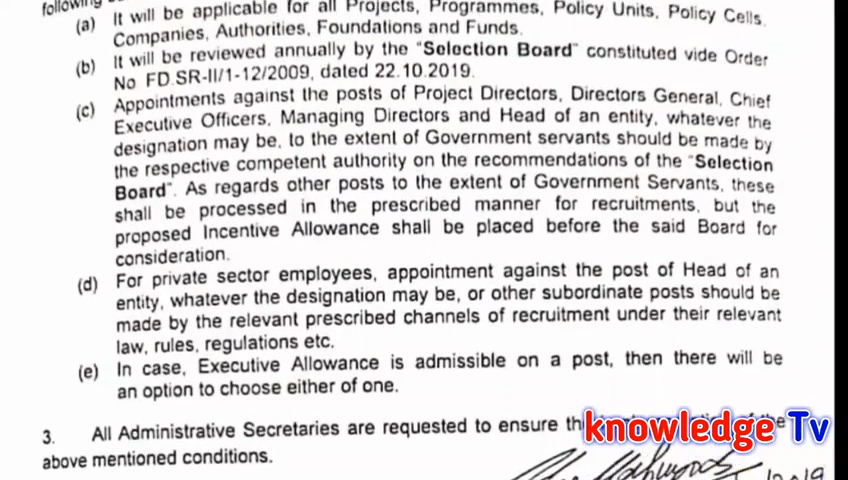 following
(a) It will be applicable for all Projects, Programmes, Policy Units, Policy Cells,
Companies, Authorities, Foundations and Funds.
(b) It will be reviewed annually by the "Selection Board" constituted vide Order
No FD.SR-II/1-12/2009, dated 22.10.2019.
(c) Appointments against the posts of Project Directors, Directors General, Chief
Executive Officers, Managing Directors and Head of an entity, whatever the
designation may be, to the extent of Government servants should be made by
the respective competent authority on the recommendations of the "Selection
Board". As regards other posts to the extent of Government Servants, these
shall be processed in the prescribed manner for recruitments, but the
proposed Incentive Allowance shall be placed before the said Board for
consideration.
(d) For private sector employees, appointment against the post of Head of an
entity, whatever the designation may be, or other subordinate posts should be
made by the relevant prescribed channels of recruitment under their relevant
law, rules, regulations etc.
(e) In case, Executive Allowance is admissible on a post, then there will be
an option to choose either of one.
3. All Administrative Secretaries are requested to ensure
above mentioned conditions.
knowledge Tv